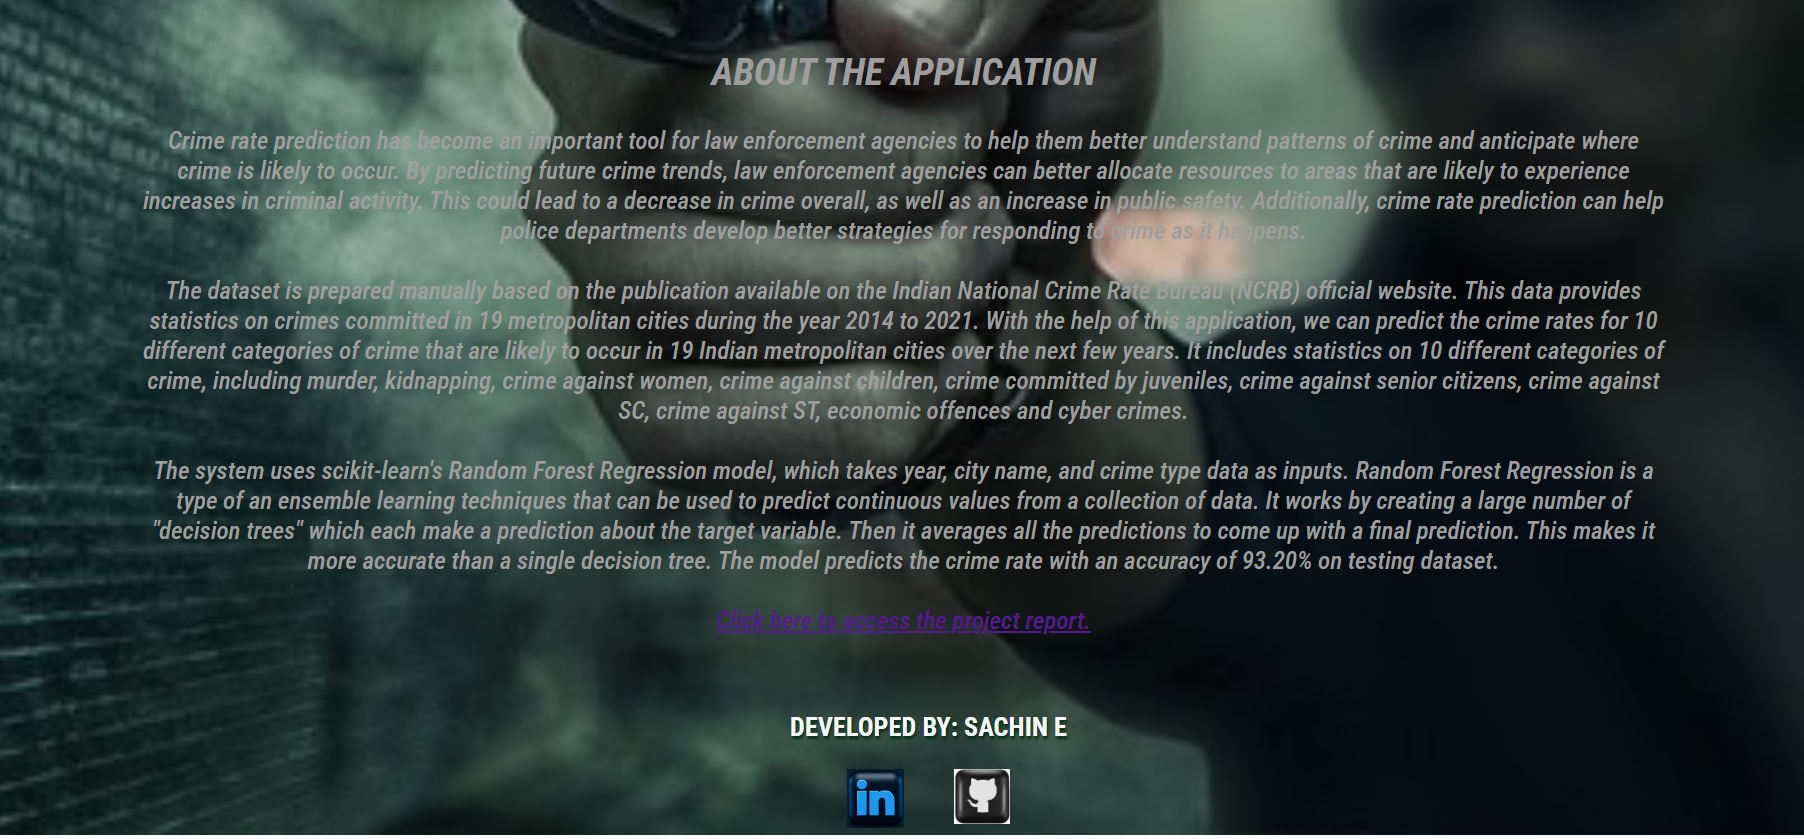 ABOUT THE APPLICATION
Crime rate prediction has become an important tool for law enforcement agencies to help them better understand patterns of crime and anticipate where
crime is likely to occur. By predicting future crime trends, law enforcement agencies can better allocate resources to areas that are likely to experience
increases in criminal activity. This could lead to a decrease in crime overall, as well as an increase in public safety. Additionally, crime rate prediction can help
police departments develop better strategies for responding to crime as it happens.
The dataset is prepared manually based on the publication available on the Indian National Crime Rate Bureau (NCRB) official website. This data provides
statistics on crimes committed in 19 metropolitan cities during the year 2014 to 2021. With the help of this application, we can predict the crime rates for 10
different categories of crime that are likely to occur in 19 Indian metropolitan cities over the next few years. It includes statistics on 10 different categories of
crime, including murder, kidnapping, crime against women, crime against children, crime committed by juveniles, crime against senior citizens, crime against
SC, crime against ST, economic offences and cyber crimes.
The system uses scikit-learn's Random Forest Regression model, which takes year, city name, and crime type data as inputs. Random Forest Regression is a
type of an ensemble learning techniques that can be used to predict continuous values from a collection of data. It works by creating a large number of
"decision trees" which each make a prediction about the target variable. Then it averages all the predictions to come up with a final prediction. This makes it
more accurate than a single decision tree. The model predicts the crime rate with an accuracy of 93.20% on testing dataset.
Click here to access the project report.
DEVELOPED BY: SACHIN E
in